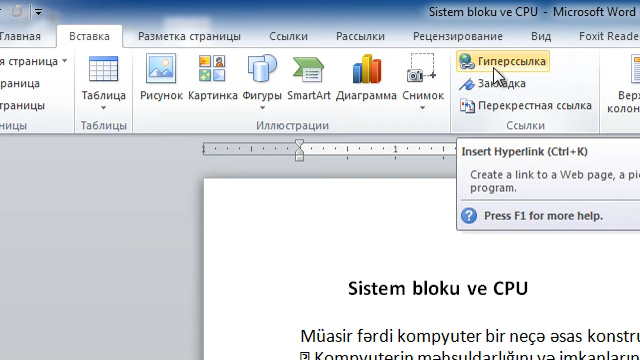 Sistem bloku ve CPU - Microsoft Word
Главная Вставка Разметка страницы Ссылки Рассылки Рецензирование Вид Foxit Reade
я страница
раница
траницы
ницы
Таблица
Таблицы
Рисунок Картинка Фигуры SmartArt Диаграмма Снимок
Иллюстрации
Гиперссылка
Закладка
Перекрестная ссылка
Ссылки
Верх
колон
Insert Hyperlink (Ctrl+K)
Create a link to a Web page, a pi
program.
Press F1 for more help.
1
Sistem bloku ve CPU
Müasir fərdi kompyuter bir neçə əsas konstru
Kompyuterin məhsuldarlığını və imkanların